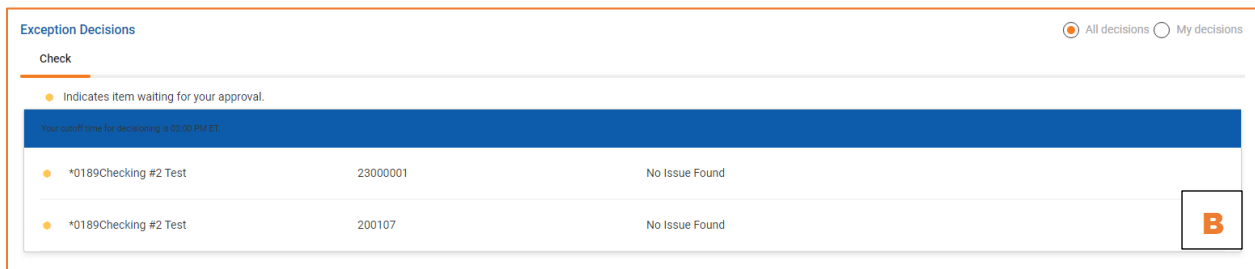 Exception Decisions
All decisions My decisions
Check
Indicates item waiting for your approval.
Your cutoff time for decisioning is 03:00 PM ET.
*0189Checking #2 Test 23000001 No Issue Found
*0189Checking #2 Test 200107 No Issue Found
B